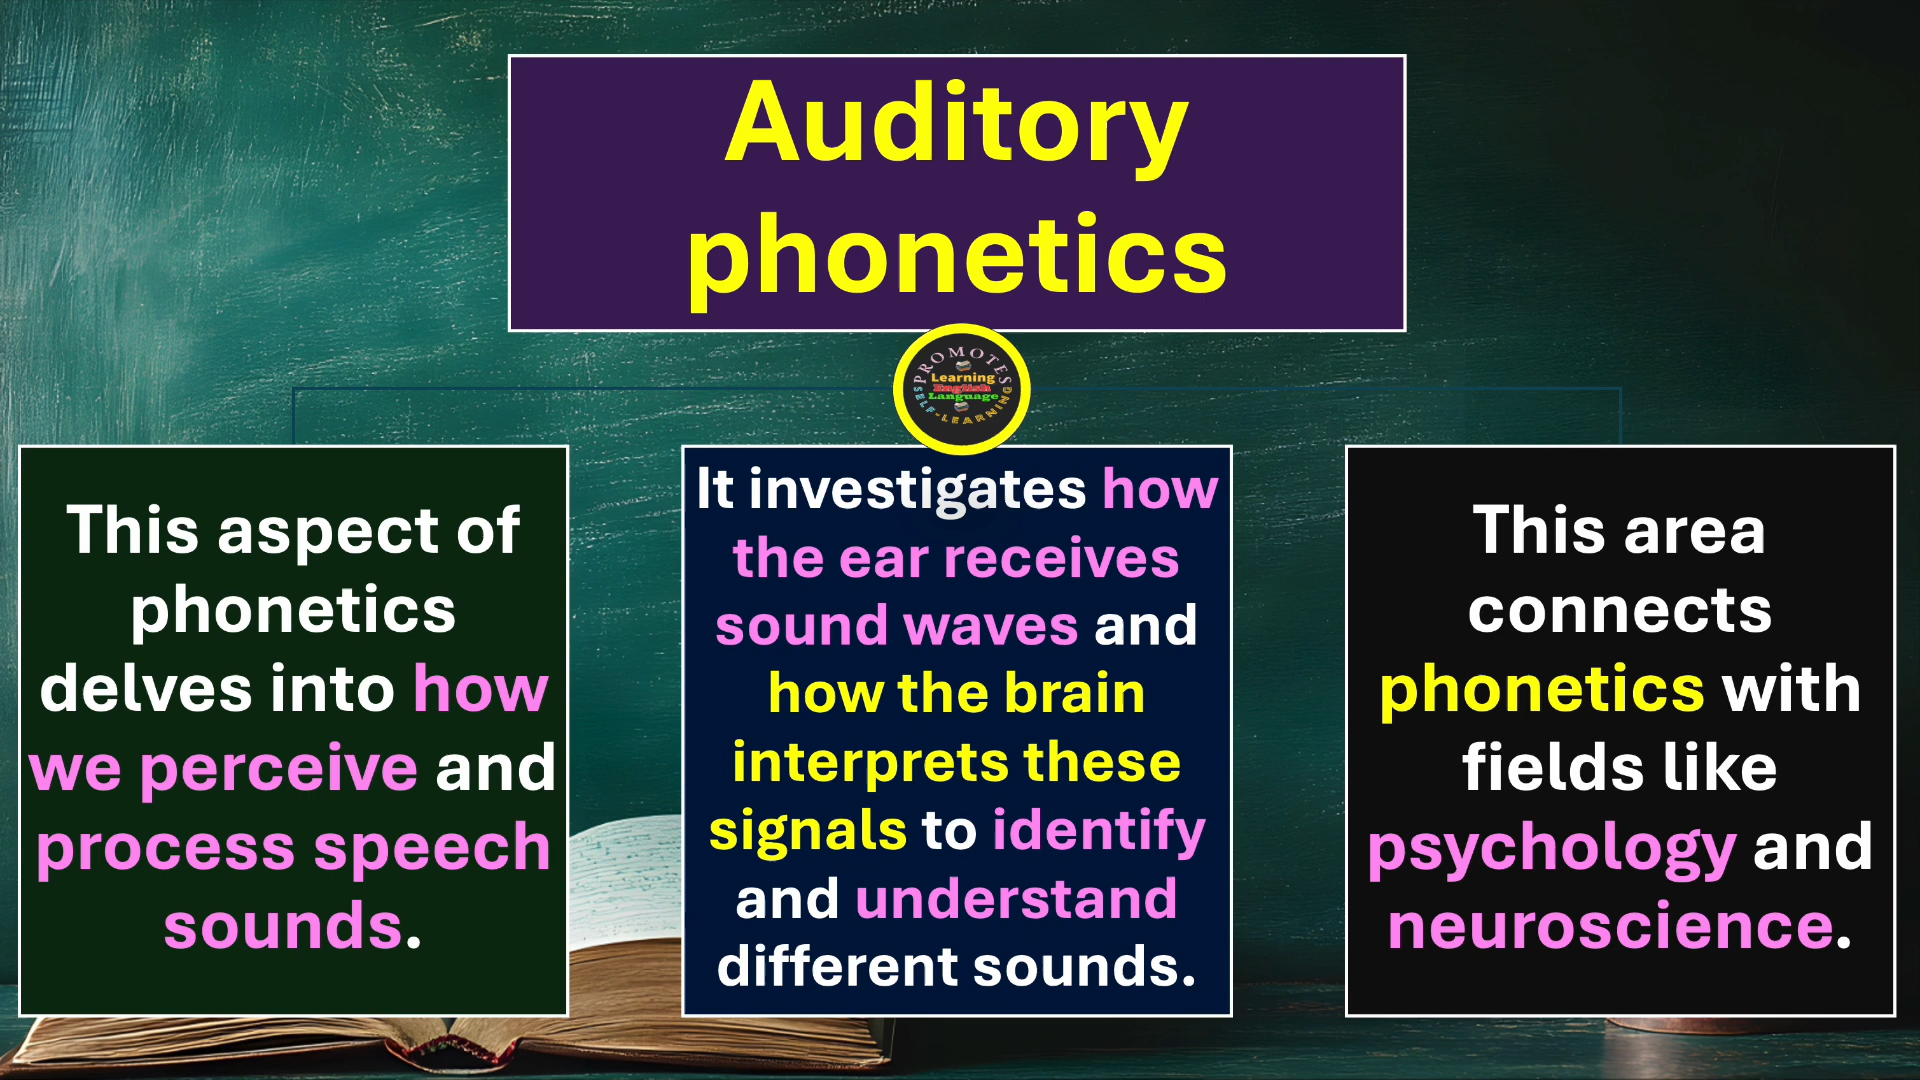 Auditory
phonetics
PROMOTES
Learning
English
Language
SELF-LEARNING
This aspect of
phonetics
delves into how
we perceive and
process speech
sounds.
It investigates how
the ear receives
sound waves and
how the brain
interprets these
signals to identify
and understand
different sounds.
This area
connects
phonetics with
fields like
psychology and
neuroscience.